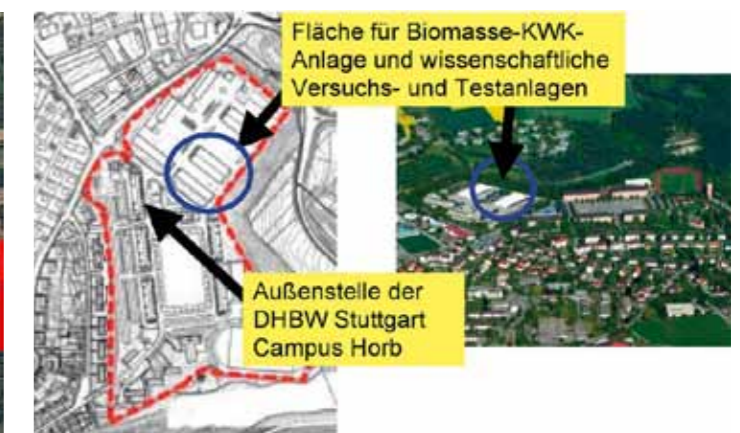 Fläche für Biomasse-KWK-
Anlage und wissenschaftliche
Versuchs- und Testanlagen
Außenstelle der
DHBW Stuttgart
Campus Horb